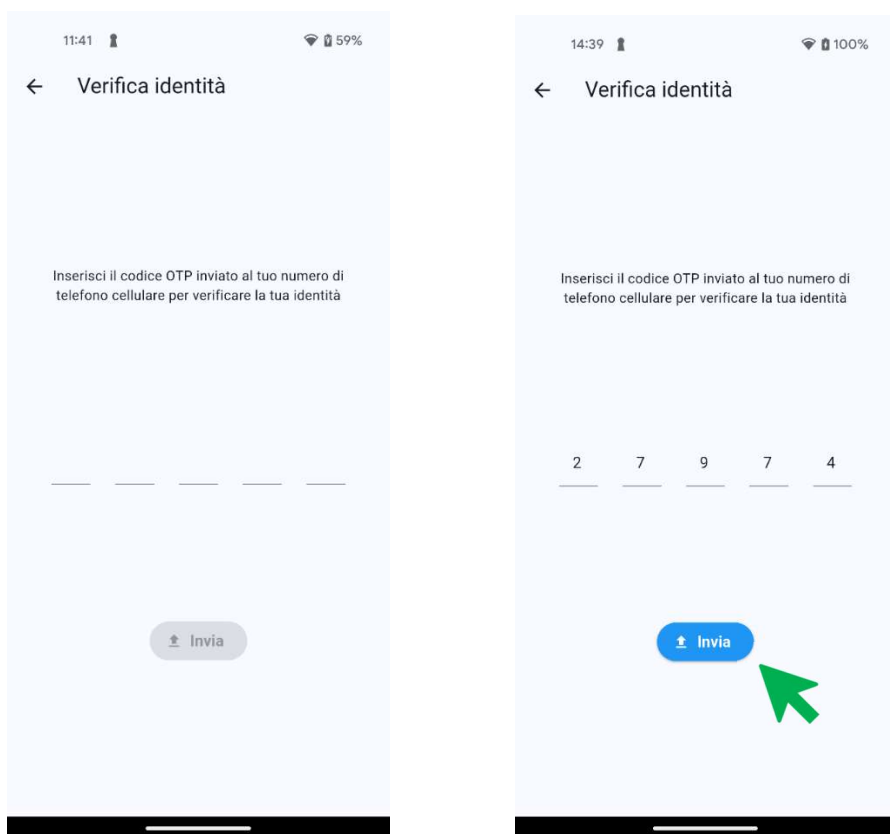 11:41 59%
← Verifica identità
Inserisci il codice OTP inviato al tuo numero di
telefono cellulare per verificare la tua identità
Invia
14:39 100%
← Verifica identità
Inserisci il codice OTP inviato al tuo numero di
telefono cellulare per verificare la tua identità
2 7 9 7 4
Invia